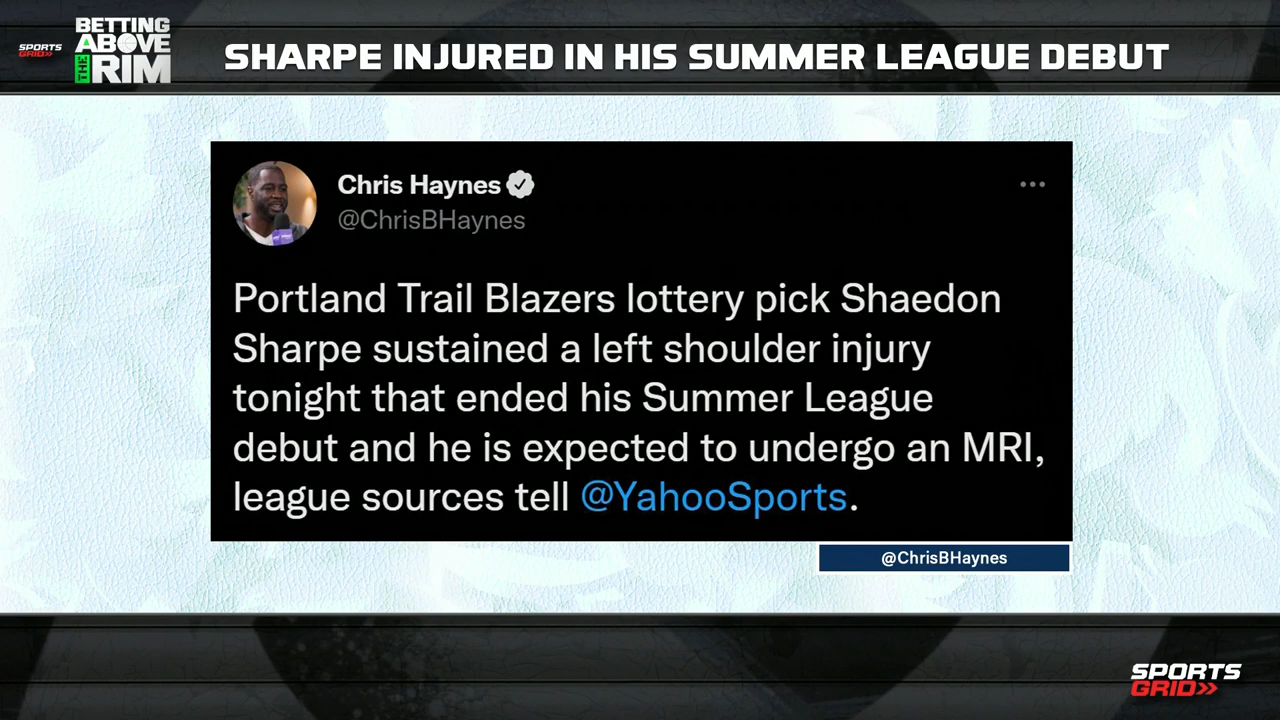 SPORTS
GRID>>
BETTING
ABOVE
THE
RIM
SHARPE INJURED IN HIS SUMMER LEAGUE DEBUT
Chris Haynes
@ChrisBHaynes
Portland Trail Blazers lottery pick Shaedon
Sharpe sustained a left shoulder injury
tonight that ended his Summer League
debut and he is expected to undergo an MRI,
league sources tell @YahooSports.
@ChrisBHaynes
SPORTS
GRID>>